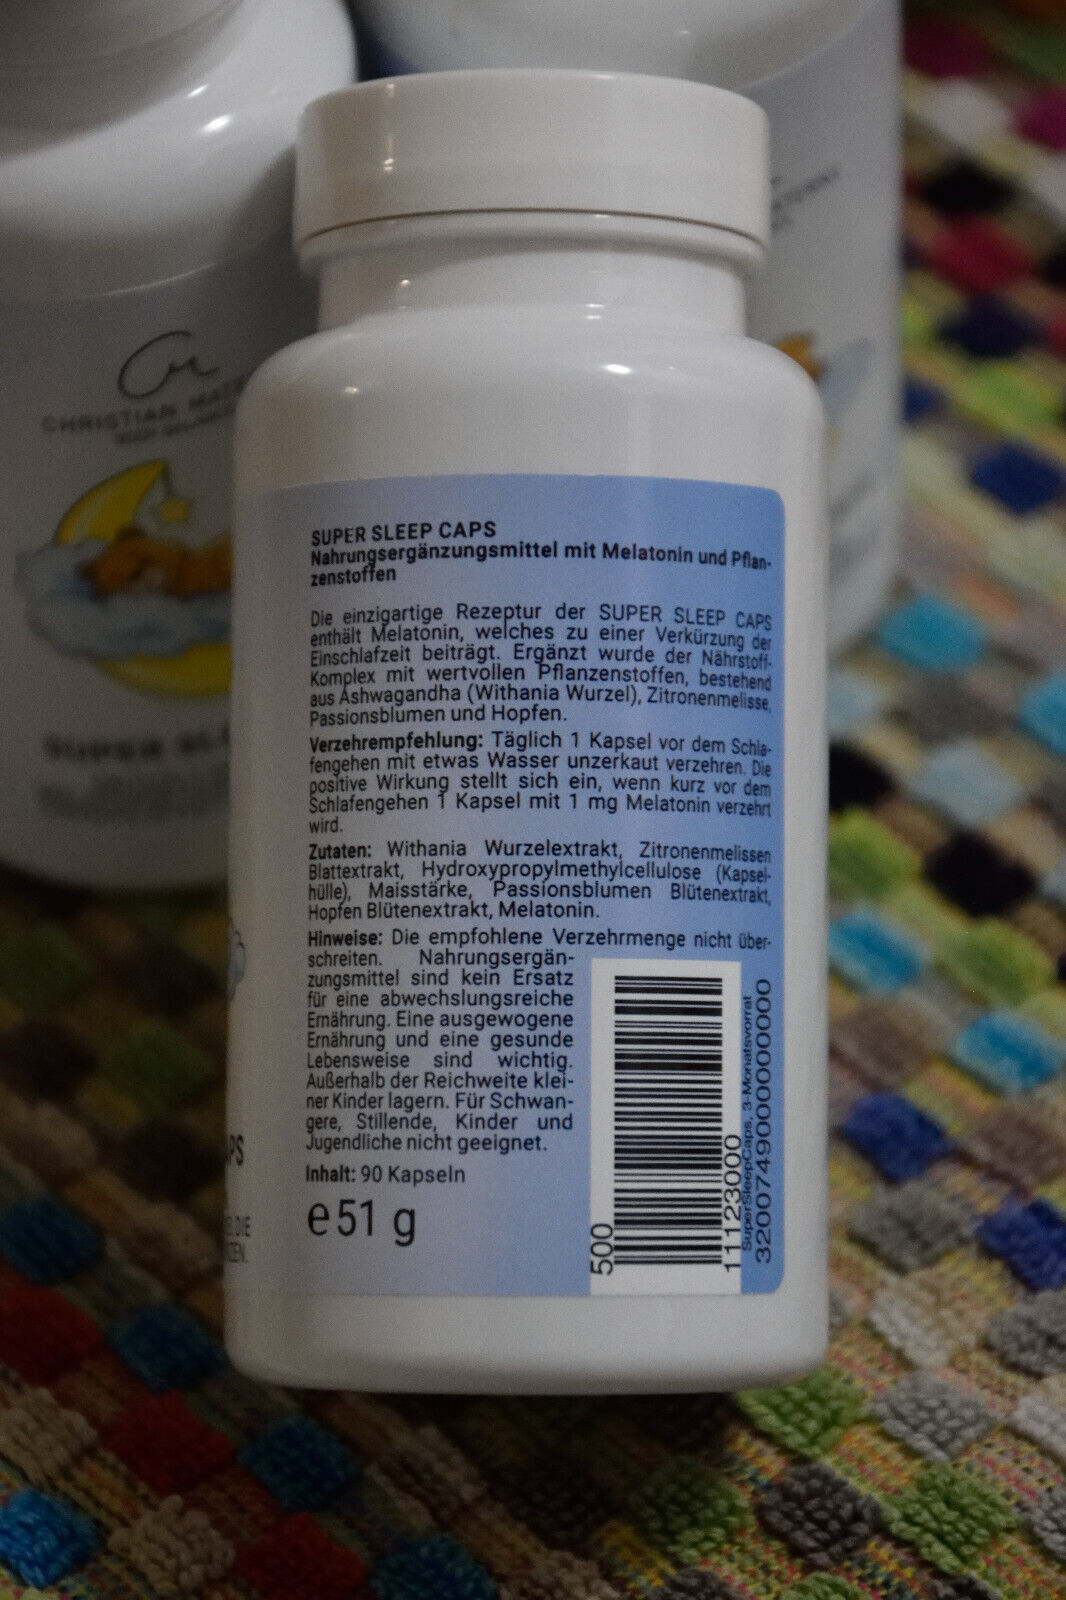 CHRISTIAN
SUPER SLEEP CAPS
Nahrungsergänzungsmittel mit Melatonin und Pflan-
zenstoffen
Die einzigartige Rezeptur der SUPER SLEEP CAPS
enthält Melatonin, welches zu einer Verkürzung der
Einschlafzeit beiträgt. Ergänzt wurde der Nährstoff-
Komplex mit wertvollen Pflanzenstoffen, bestehend
aus Ashwagandha (Withania Wurzel), Zitronenmelisse,
Passionsblumen und Hopfen.
Verzehrempfehlung: Täglich 1 Kapsel vor dem Schla-
fengehen mit etwas Wasser unzerkaut verzehren. Die
positive Wirkung stellt sich ein, wenn kurz vor dem
Schlafengehen 1 Kapsel mit 1 mg Melatonin verzehrt
wird.
Zutaten: Withania Wurzelextrakt, Zitronenmelissen
Blattextrakt, Hydroxypropylmethylcellulose (Kapsel-
hülle), Maisstärke, Passionsblumen Blütenextrakt,
Hopfen Blütenextrakt, Melatonin.
Hinweise: Die empfohlene Verzehrmenge nicht über-
schreiten. Nahrungsergän-
zungsmittel sind kein Ersatz
für eine abwechslungsreiche
Ernährung. Eine ausgewogene
Ernährung und eine gesunde
Lebensweise sind wichtig.
Außerhalb der Reichweite klei-
ner Kinder lagern. Für Schwan-
gere, Stillende, Kinder und
Jugendliche nicht geeignet.
Inhalt: 90 Kapseln
e 51 g
500
11123000
SuperSleepCaps, 3-Monatsvorrat
3200749000000000